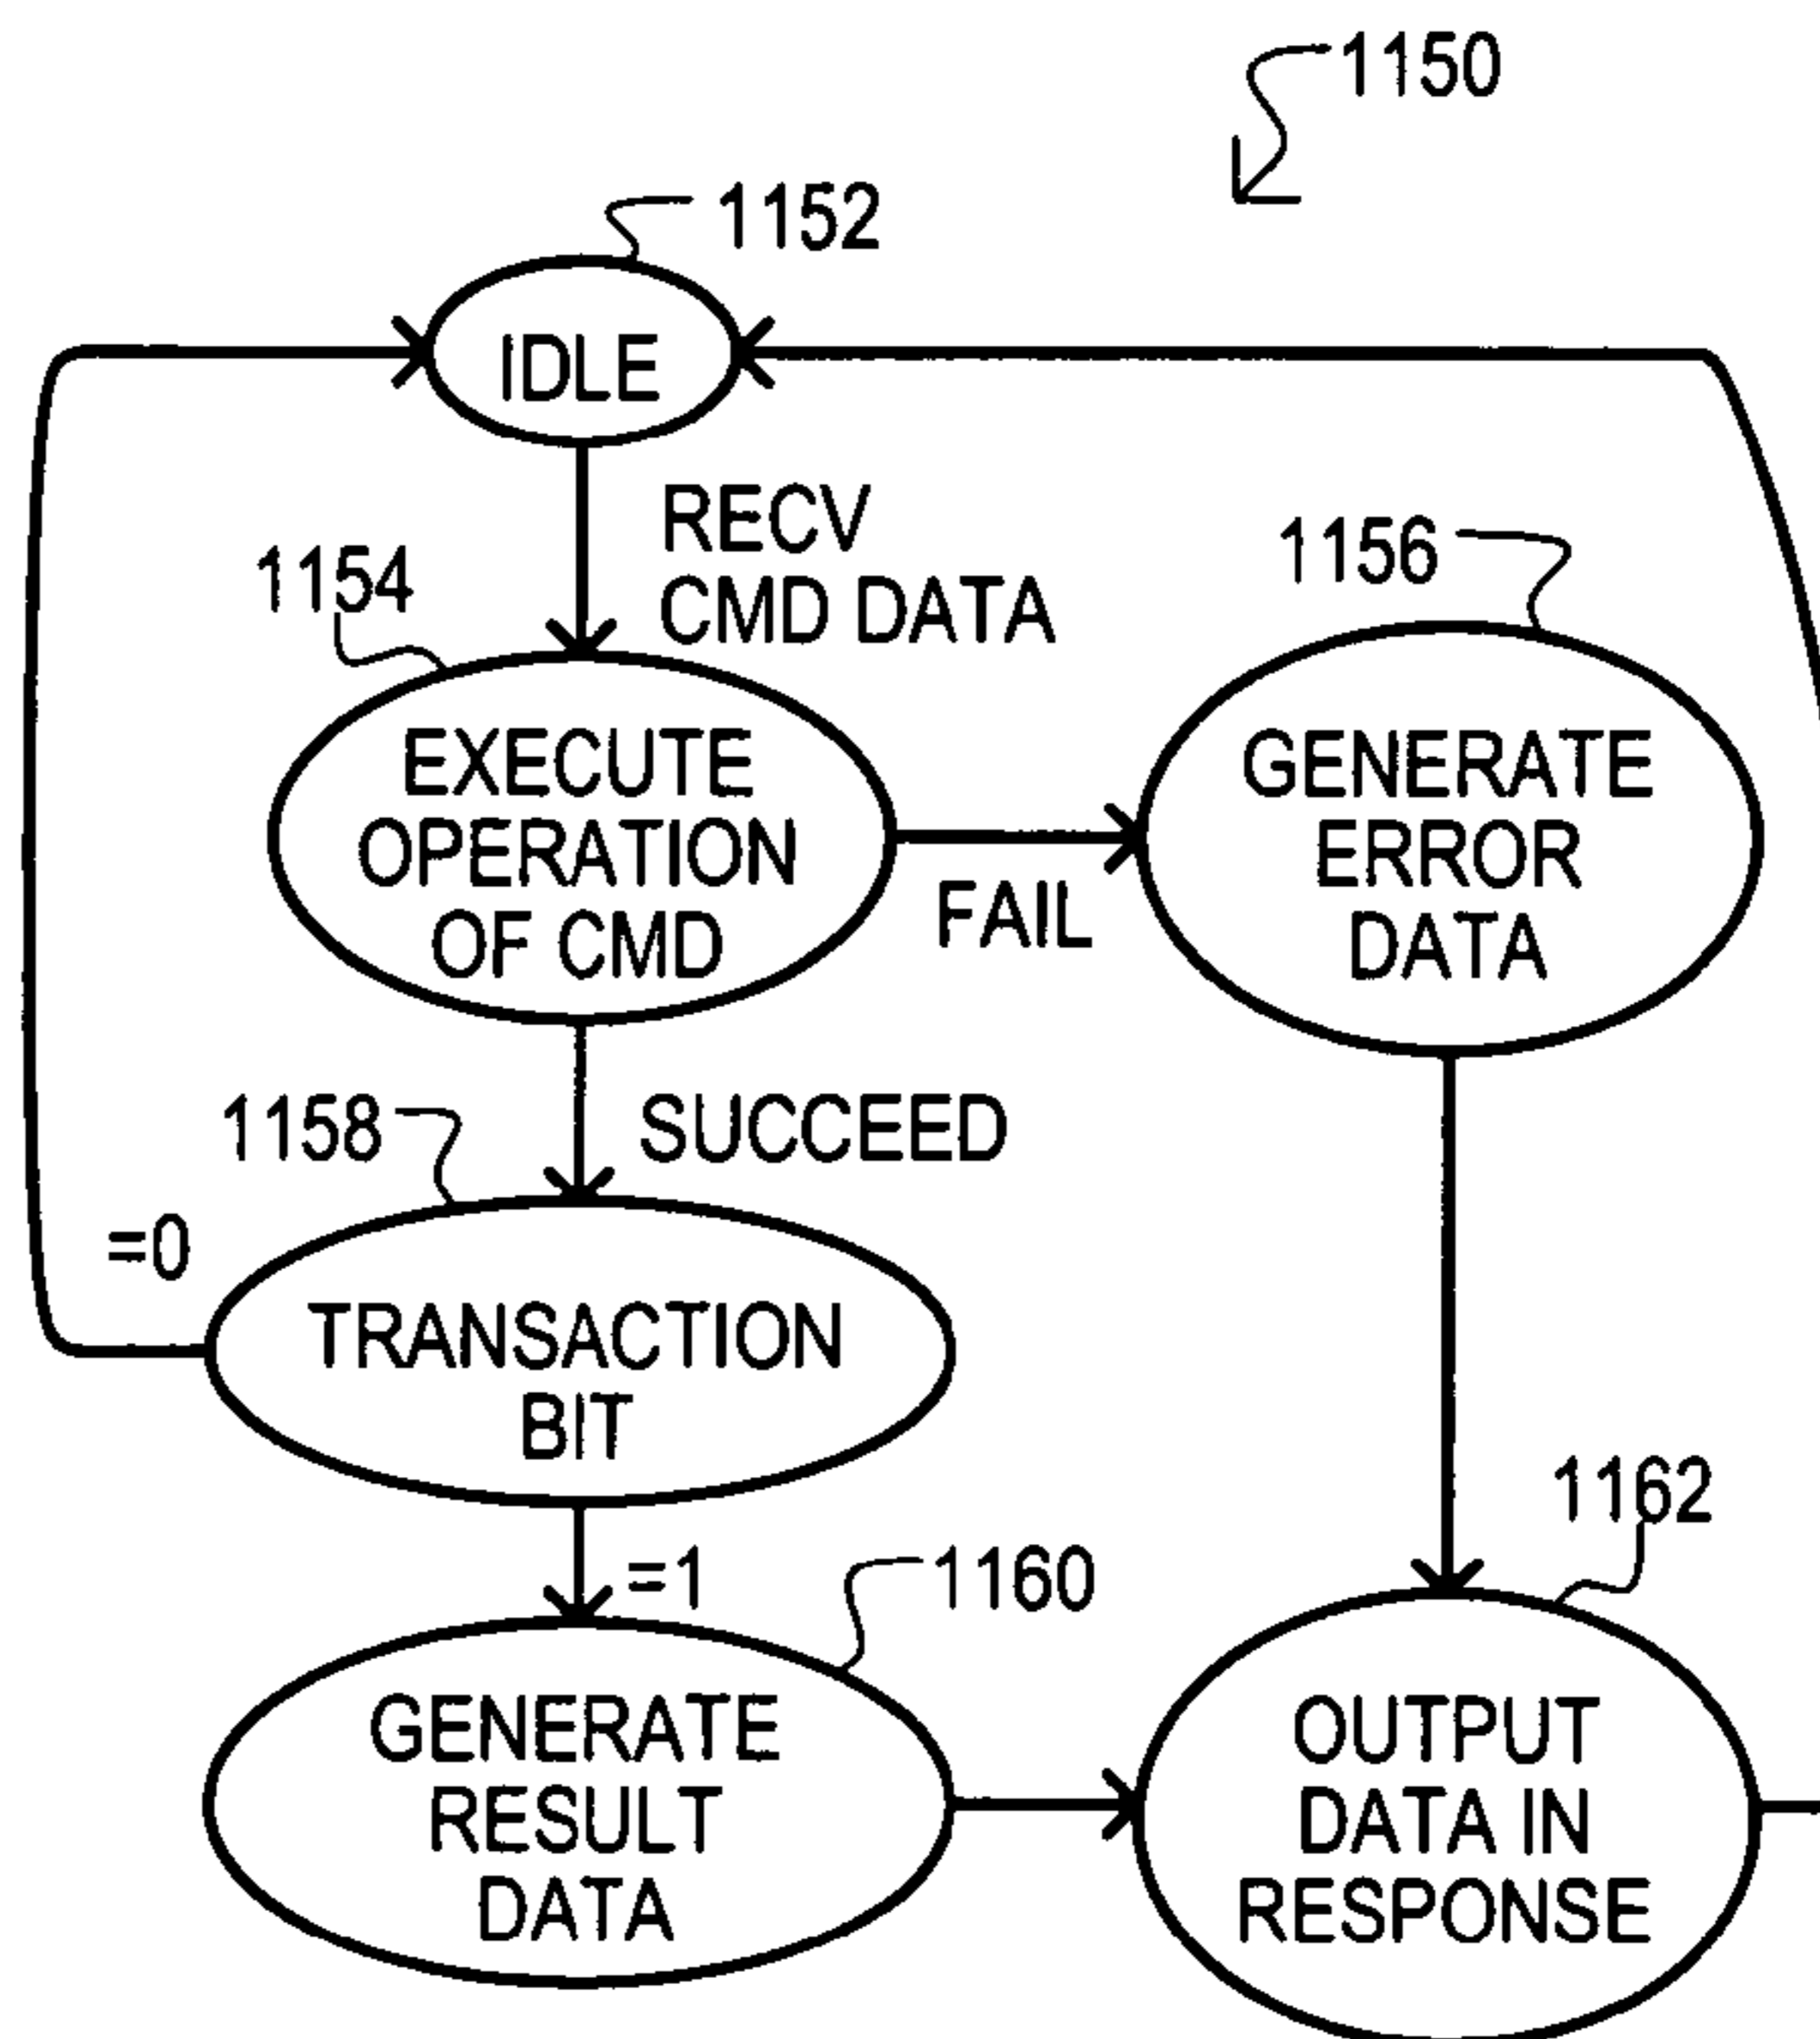 1150
1152
IDLE
RECV
CMD DATA
1154
1156
EXECUTE
OPERATION
OF CMD
FAIL
GENERATE
ERROR
DATA
1158
SUCCEED
=0
TRANSACTION
BIT
=1
1160
1162
GENERATE
RESULT
DATA
OUTPUT
DATA IN
RESPONSE